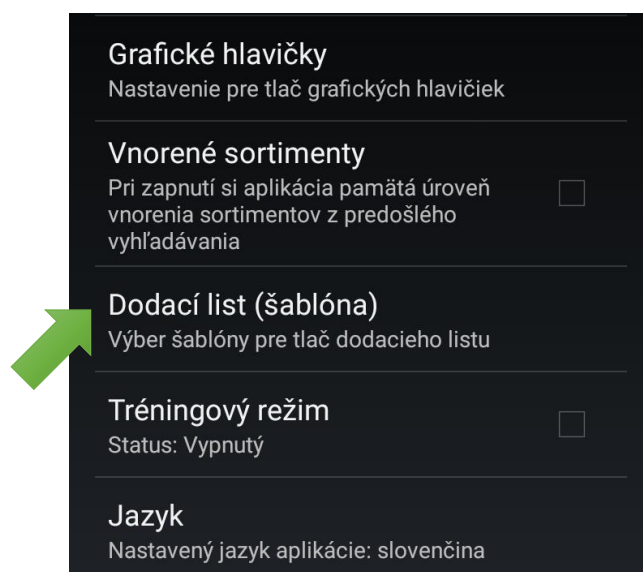 Grafické hlavičky
Nastavenie pre tlač grafických hlavičiek
Vnorené sortimenty
Pri zapnutí si aplikácia pamätá úroveň
vnorenia sortimentov z predošlého
vyhľadávania
Dodací list (šablóna)
Výber šablóny pre tlač dodacieho listu
Tréningový režim
Status: Vypnutý
Jazyk
Nastavený jazyk aplikácie: slovenčina